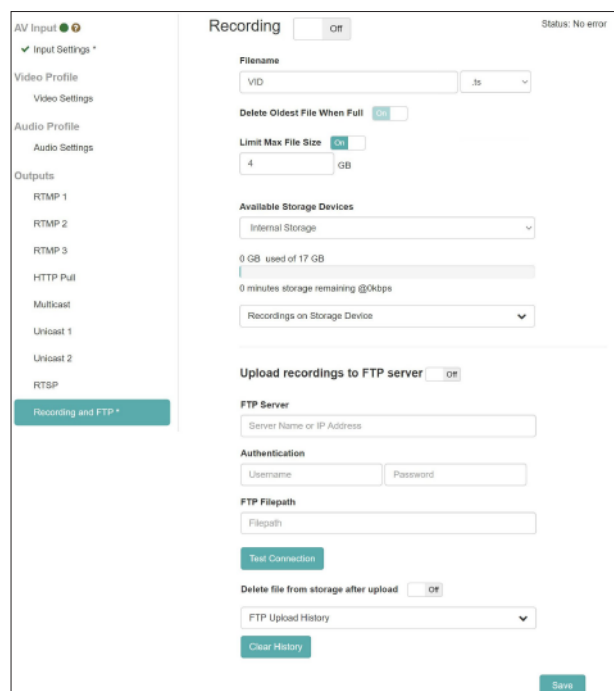 AV Input
Input Settings *
Video Profile
Video Settings
Audio Profile
Audio Settings
Outputs
RTMP 1
RTMP 2
RTMP 3
HTTP Pull
Multicast
Unicast 1
Unicast 2
RTSP
Recording and FTP *
Recording Off
Status: No error
Filename
VID .ts
Delete Oldest File When Full On
Limit Max File Size On
4 GB
Available Storage Devices
Internal Storage
0 GB used of 17 GB
0 minutes storage remaining @0kbps
Recordings on Storage Device
Upload recordings to FTP server Off
FTP Server
Server Name or IP Address
Authentication
Username Password
FTP Filepath
Filepath
Test Connection
Delete file from storage after upload Off
FTP Upload History
Clear History
Save